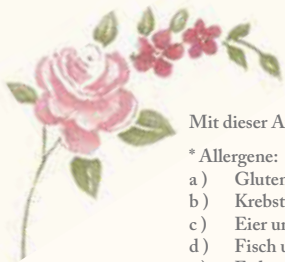 Mit dieser A
* Allergene:
a ) Gluten
b ) Krebst
c ) Eier un
d ) Fisch u